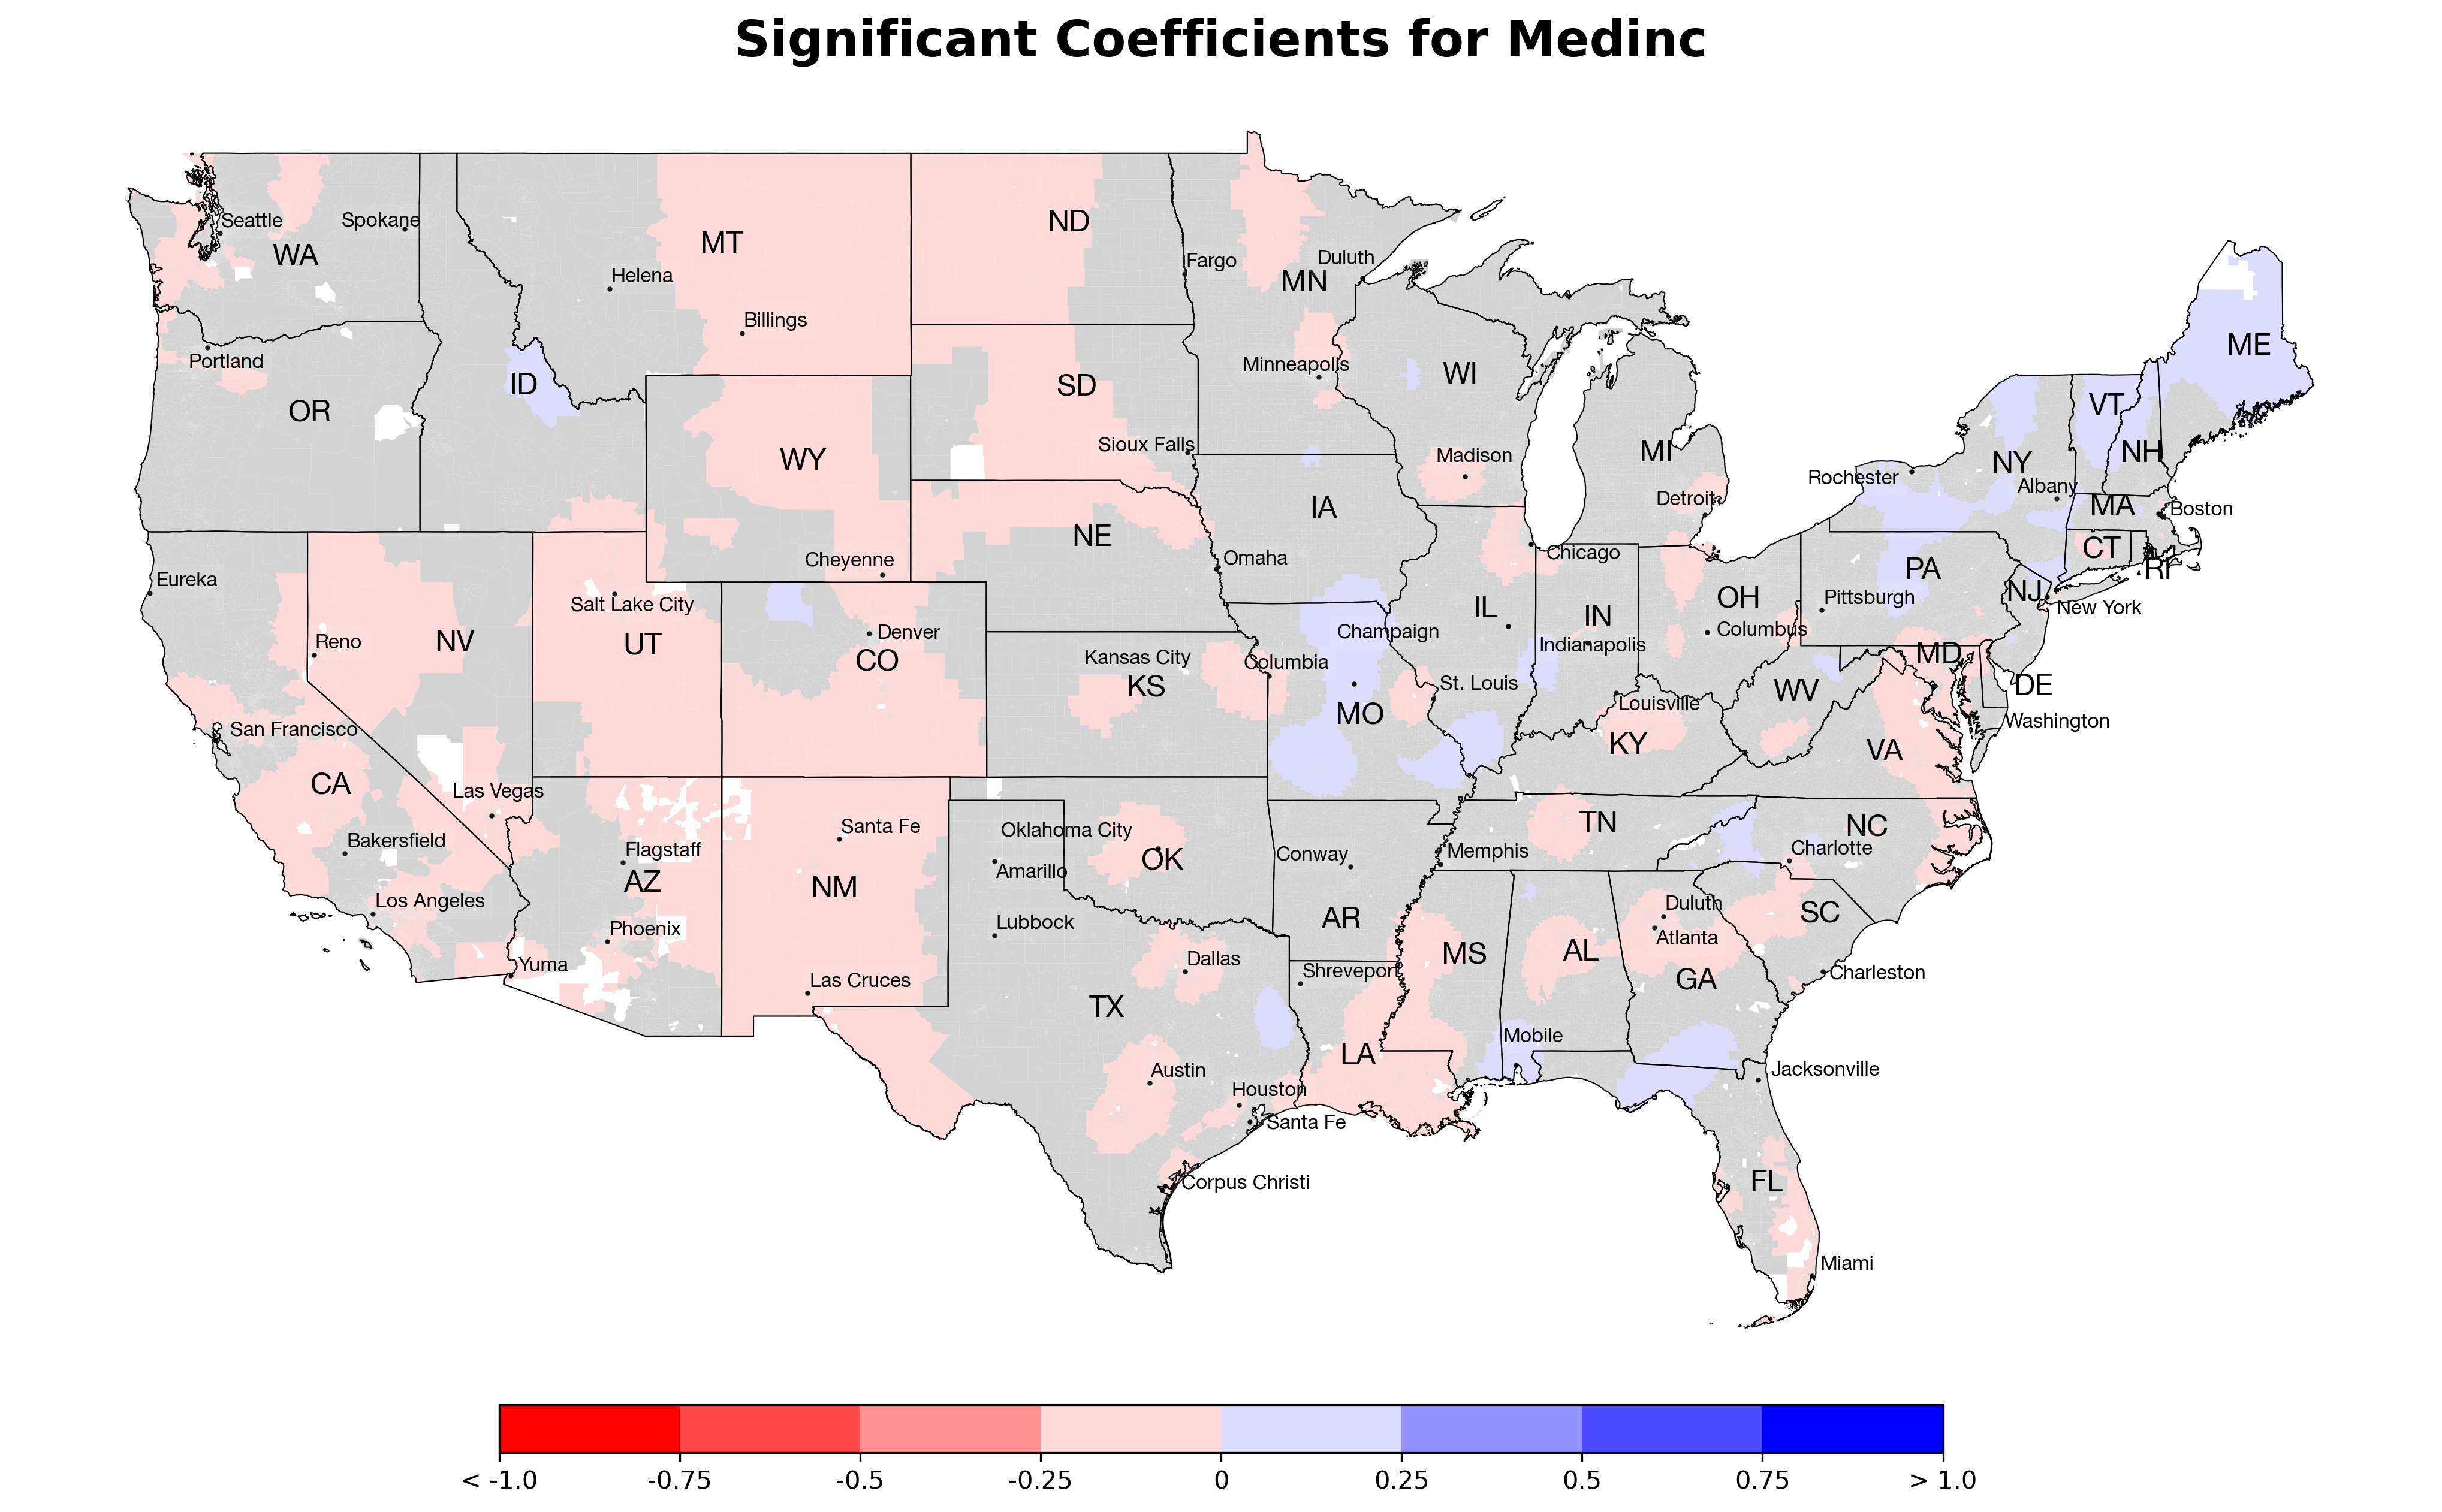 Significant Coefficients for Medinc
Seattle
Spokane
WA
MT
ND
Helena
Fargo
Duluth
MN
Billings
Portland
OR
ID
SD
Minneapolis
WI
ME
VT
WY
Sioux Falls
Madison
MI
NY
NH
Rochester
Albany
Detroit
IA
MA
Boston
NE
Cheyenne
Omaha
Chicago
CT
RI
Eureka
Salt Lake City
PA
NJ
New York
Pittsburgh
OH
IL
IN
Reno
NV
UT
Denver
CO
Champaign
Indianapolis
Columbus
Kansas City
Columbia
KS
MD
DE
St. Louis
WV
Louisville
MO
Washington
San Francisco
KY
VA
CA
Las Vegas
Bakersfield
Santa Fe
Oklahoma City
TN
NC
Flagstaff
Amarillo
OK
Conway
Memphis
Charlotte
AZ
NM
Los Angeles
Phoenix
Lubbock
AR
Duluth
SC
Atlanta
MS
AL
Yuma
Las Cruces
Dallas
Shreveport
GA
Charleston
TX
LA
Mobile
Austin
Houston
Jacksonville
Santa Fe
Corpus Christi
FL
Miami
< -1.0 -0.75 -0.5 -0.25 0 0.25 0.5 0.75 > 1.0